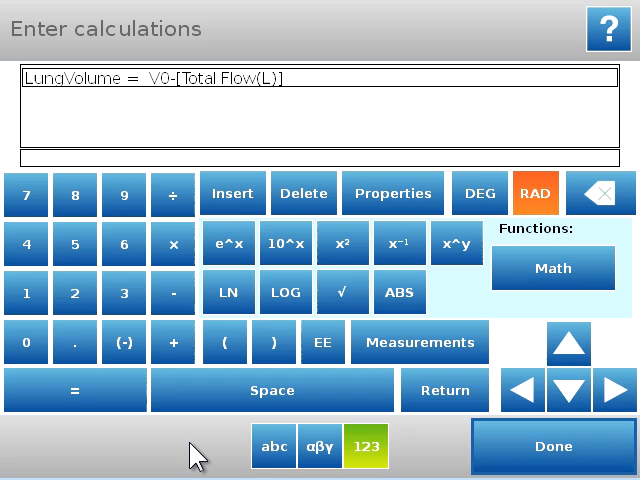 Enter calculations
?
LungVolume = V0-[Total Flow(L)]
7 8 9 ÷ Insert Delete Properties DEG RAD
4 5 6 x e^x 10^x x² x⁻¹ x^y Functions:
Math
1 2 3 - LN LOG √ ABS
0 . (-) + ( ) EE Measurements
= Space Return
abc αβγ 123 Done